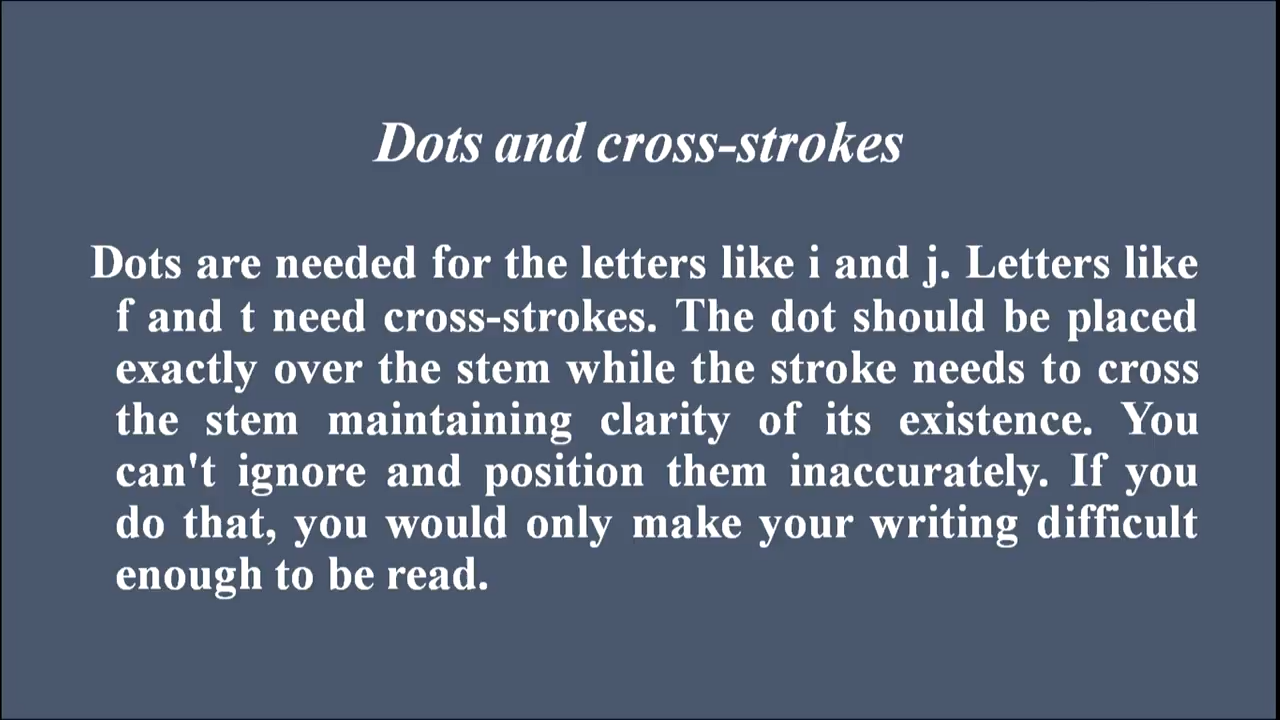 Dots and cross-strokes
Dots are needed for the letters like i and j. Letters like
f and t need cross-strokes. The dot should be placed
exactly over the stem while the stroke needs to cross
the stem maintaining clarity of its existence. You
can't ignore and position them inaccurately. If you
do that, you would only make your writing difficult
enough to be read.